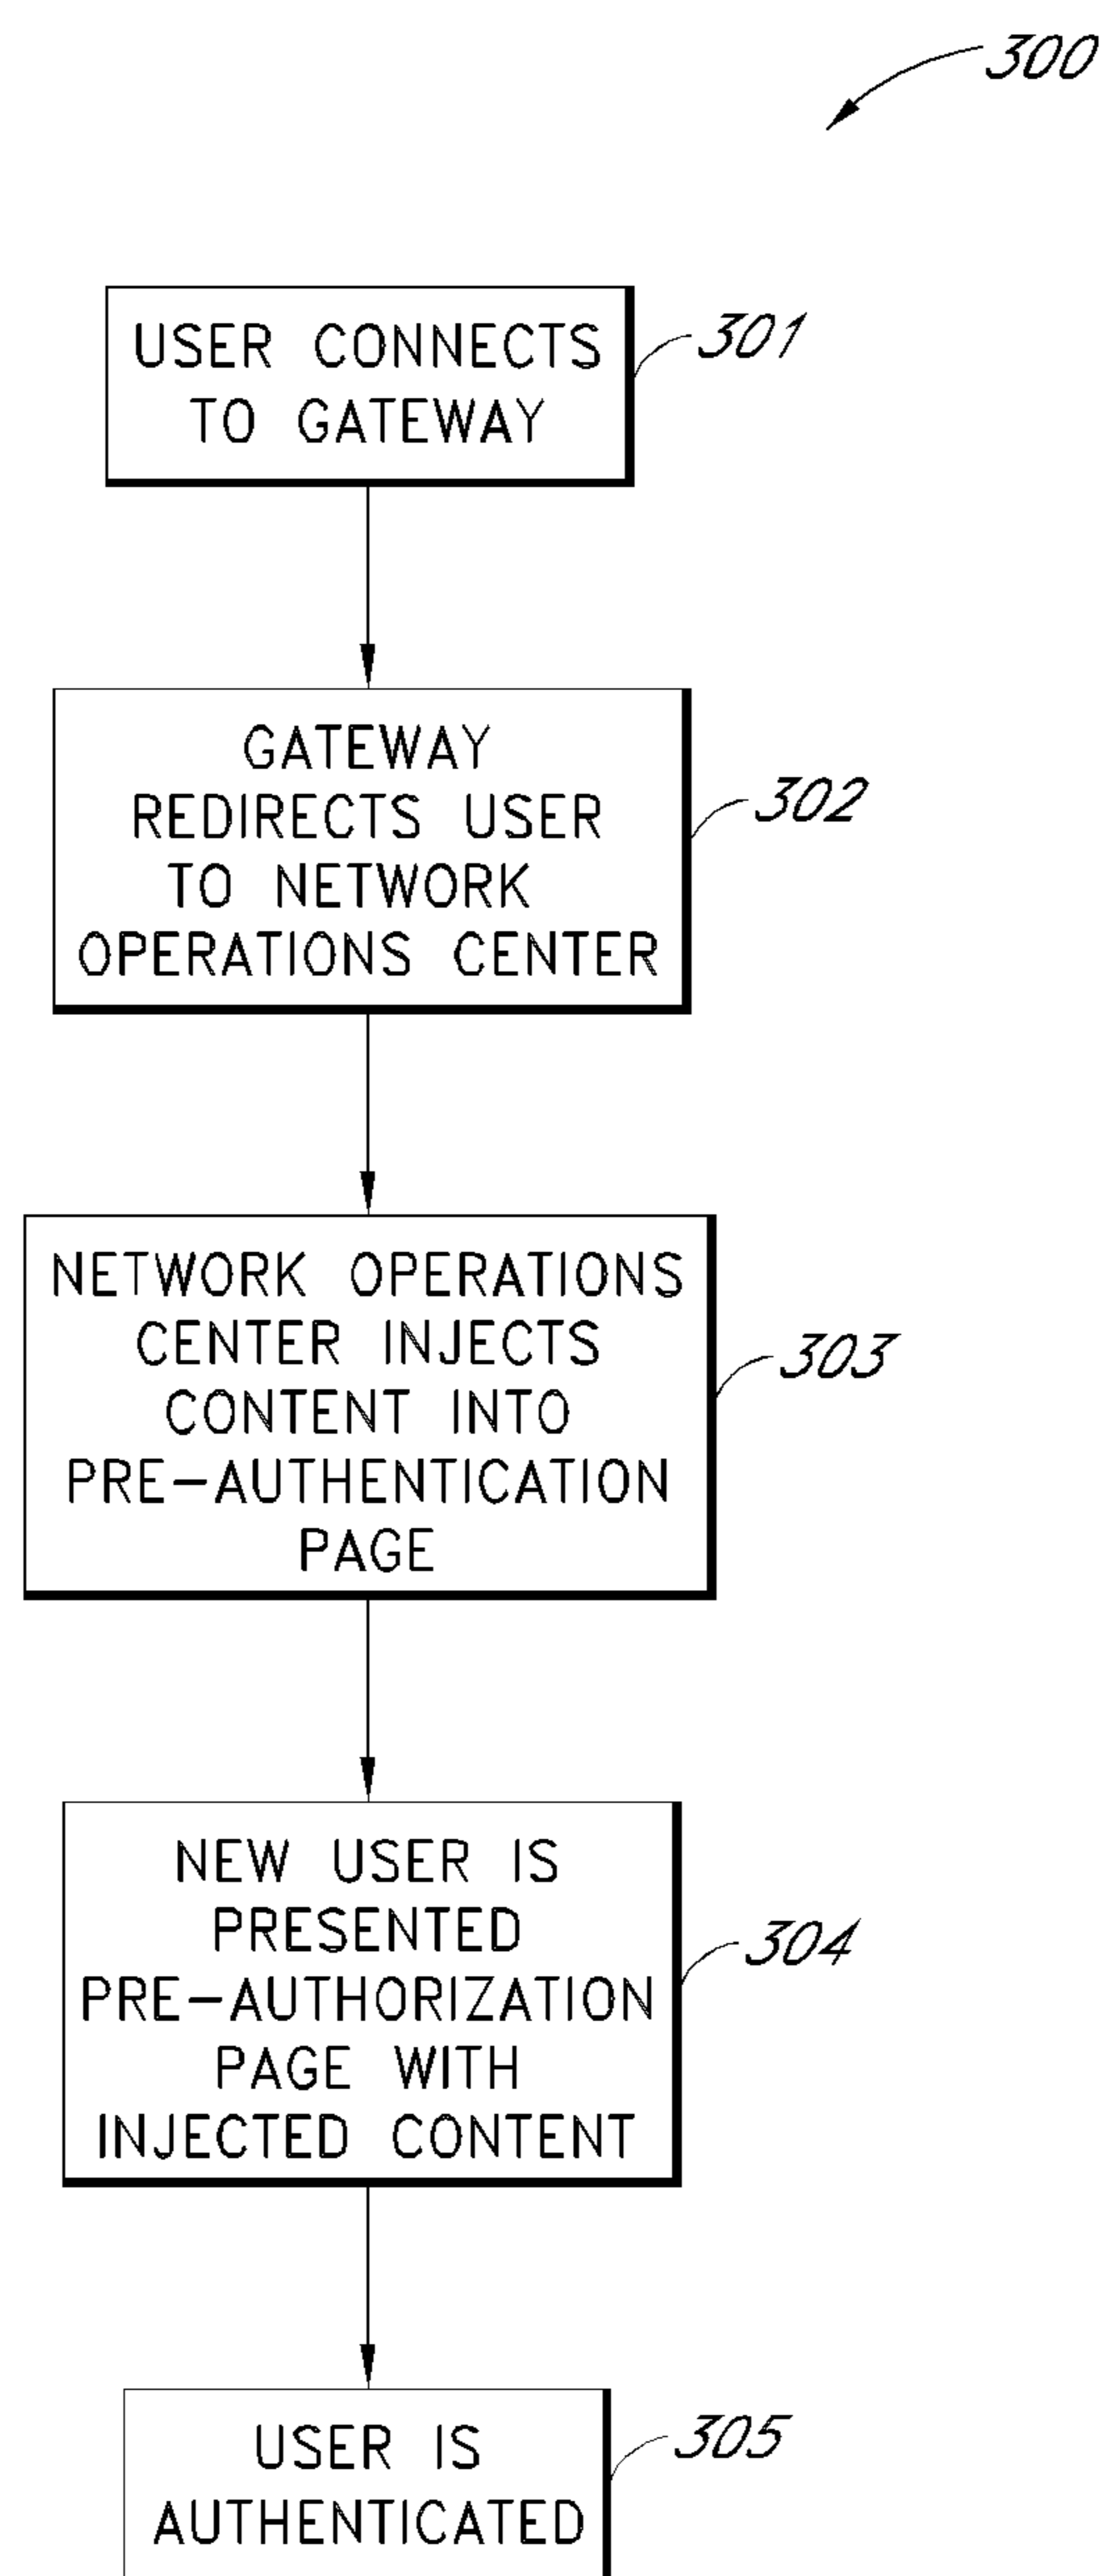 300
USER CONNECTS
TO GATEWAY
301
GATEWAY
REDIRECTS USER
TO NETWORK
OPERATIONS CENTER
302
NETWORK OPERATIONS
CENTER INJECTS
CONTENT INTO
PRE-AUTHENTICATION
PAGE
303
NEW USER IS
PRESENTED
PRE-AUTHORIZATION
PAGE WITH
INJECTED CONTENT
304
USER IS
AUTHENTICATED
305